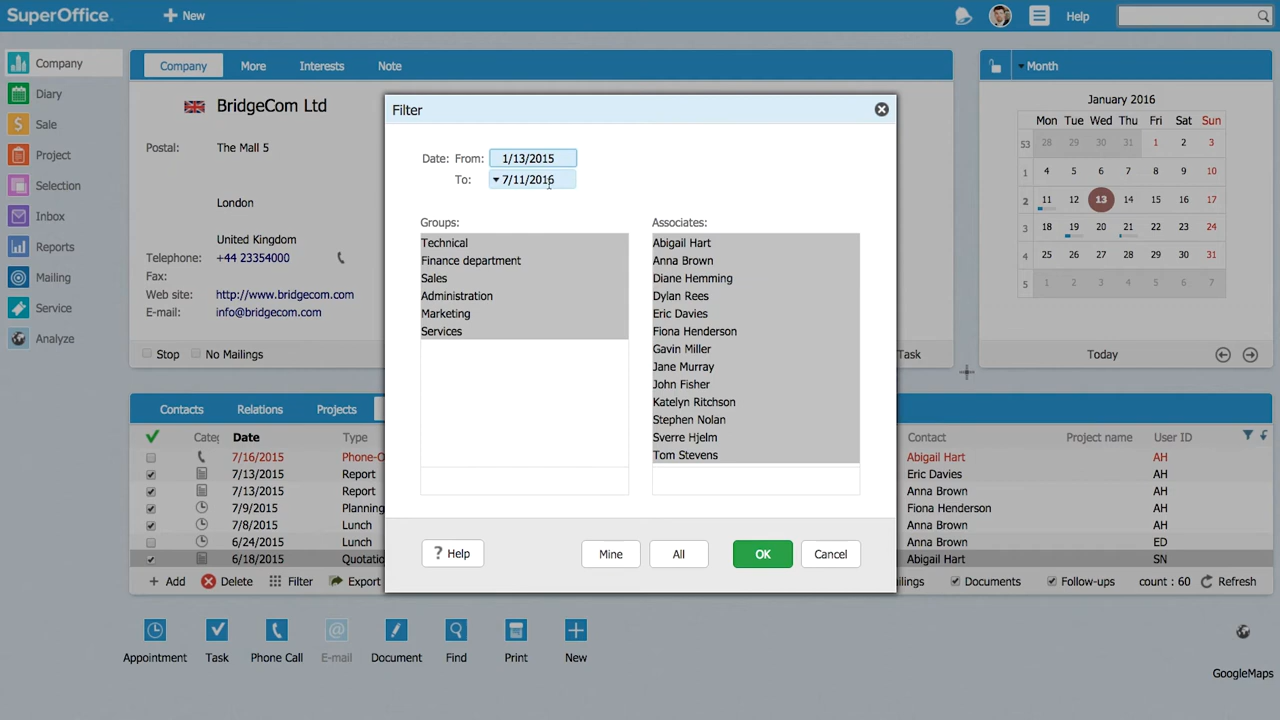 SuperOffice.
New
Help
Company
Diary
Sale
Project
Selection
Inbox
Reports
Mailing
Service
Analyze
Company More Interests Note
BridgeCom Ltd
Postal: The Mall 5
London
United Kingdom
Telephone: +44 23354000
Fax:
Web site: http://www.bridgecom.com
E-mail: info@bridgecom.com
Stop No Mailings
Task
Filter
Date: From: 1/13/2015
To: 7/11/2016
Groups:
Technical
Finance department
Sales
Administration
Marketing
Services
Associates:
Abigail Hart
Anna Brown
Diane Hemming
Dylan Rees
Eric Davies
Fiona Henderson
Gavin Miller
Jane Murray
John Fisher
Katelyn Ritchson
Stephen Nolan
Sverre Hjelm
Tom Stevens
? Help Mine All OK Cancel
Month
January 2016
Mon Tue Wed Thu Fri Sat Sun
53 28 29 30 31 1 2 3
1 4 5 6 7 8 9 10
2 11 12 13 14 15 16 17
3 18 19 20 21 22 23 24
4 25 26 27 28 29 30 31
5 1 2 3 4 5 6 7
Today
Contacts Relations Projects
Categ Date Type Contact Project name User ID
7/16/2015 Phone-O Abigail Hart AH
7/13/2015 Report Eric Davies AH
7/13/2015 Report Anna Brown AH
7/9/2015 Planning Fiona Henderson AH
7/8/2015 Lunch Anna Brown AH
6/24/2015 Lunch Anna Brown ED
6/18/2015 Quotatio Abigail Hart SN
Add Delete Filter Export ailings Documents Follow-ups count : 60 Refresh
Appointment Task Phone Call E-mail Document Find Print New
GoogleMaps